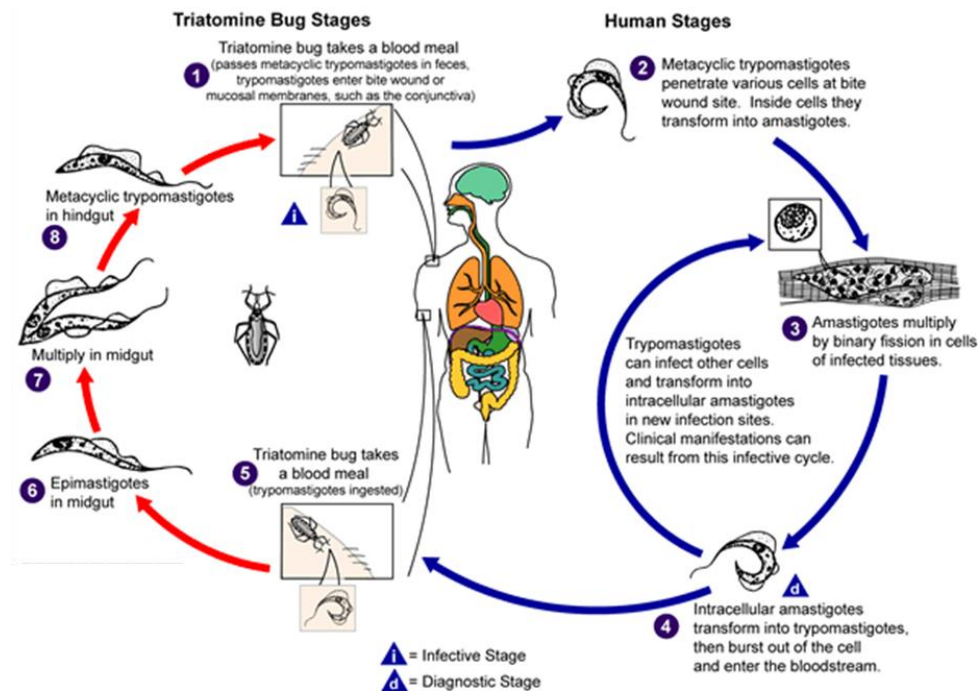 Triatomine Bug Stages
Human Stages
1
Triatomine bug takes a blood meal
(passes metacyclic trypomastigotes in feces,
trypomastigotes enter bite wound or
mucosal membranes, such as the conjunctiva)
i
2
Metacyclic trypomastigotes
penetrate various cells at bite
wound site. Inside cells they
transform into amastigotes.
3
Amastigotes multiply
by binary fission in cells
of infected tissues.
Trypomastigotes
can infect other cells
and transform into
intracellular amastigotes
in new infection sites.
Clinical manifestations can
result from this infective cycle.
d
4
Intracellular amastigotes
transform into trypomastigotes,
then burst out of the cell
and enter the bloodstream.
5
Triatomine bug takes
a blood meal
(trypomastigotes ingested)
6
Epimastigotes
in midgut
Multiply in midgut
7
Metacyclic trypomastigotes
in hindgut
8
i = Infective Stage
d = Diagnostic Stage